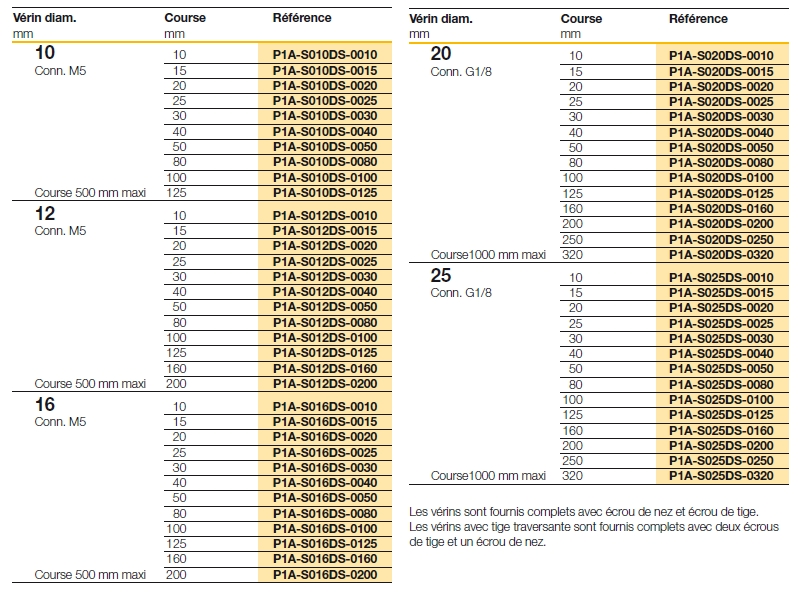 Vérin diam. Course Référence
mm mm
10 10 P1A-S010DS-0010
Conn. M5 15 P1A-S010DS-0015
20 P1A-S010DS-0020
25 P1A-S010DS-0025
30 P1A-S010DS-0030
40 P1A-S010DS-0040
50 P1A-S010DS-0050
80 P1A-S010DS-0080
100 P1A-S010DS-0100
Course 500 mm maxi 125 P1A-S010DS-0125
12 10 P1A-S012DS-0010
Conn. M5 15 P1A-S012DS-0015
20 P1A-S012DS-0020
25 P1A-S012DS-0025
30 P1A-S012DS-0030
40 P1A-S012DS-0040
50 P1A-S012DS-0050
80 P1A-S012DS-0080
100 P1A-S012DS-0100
125 P1A-S012DS-0125
160 P1A-S012DS-0160
Course 500 mm maxi 200 P1A-S012DS-0200
16 10 P1A-S016DS-0010
Conn. M5 15 P1A-S016DS-0015
20 P1A-S016DS-0020
25 P1A-S016DS-0025
30 P1A-S016DS-0030
40 P1A-S016DS-0040
50 P1A-S016DS-0050
80 P1A-S016DS-0080
100 P1A-S016DS-0100
125 P1A-S016DS-0125
160 P1A-S016DS-0160
Course 500 mm maxi 200 P1A-S016DS-0200
Vérin diam. Course Référence
mm mm
20 10 P1A-S020DS-0010
Conn. G1/8 15 P1A-S020DS-0015
20 P1A-S020DS-0020
25 P1A-S020DS-0025
30 P1A-S020DS-0030
40 P1A-S020DS-0040
50 P1A-S020DS-0050
80 P1A-S020DS-0080
100 P1A-S020DS-0100
125 P1A-S020DS-0125
160 P1A-S020DS-0160
200 P1A-S020DS-0200
250 P1A-S020DS-0250
Course1000 mm maxi 320 P1A-S020DS-0320
25 10 P1A-S025DS-0010
Conn. G1/8 15 P1A-S025DS-0015
20 P1A-S025DS-0020
25 P1A-S025DS-0025
30 P1A-S025DS-0030
40 P1A-S025DS-0040
50 P1A-S025DS-0050
80 P1A-S025DS-0080
100 P1A-S025DS-0100
125 P1A-S025DS-0125
160 P1A-S025DS-0160
200 P1A-S025DS-0200
250 P1A-S025DS-0250
Course1000 mm maxi 320 P1A-S025DS-0320
Les vérins sont fournis complets avec écrou de nez et écrou de tige.
Les vérins avec tige traversante sont fournis complets avec deux écrous
de tige et un écrou de nez.